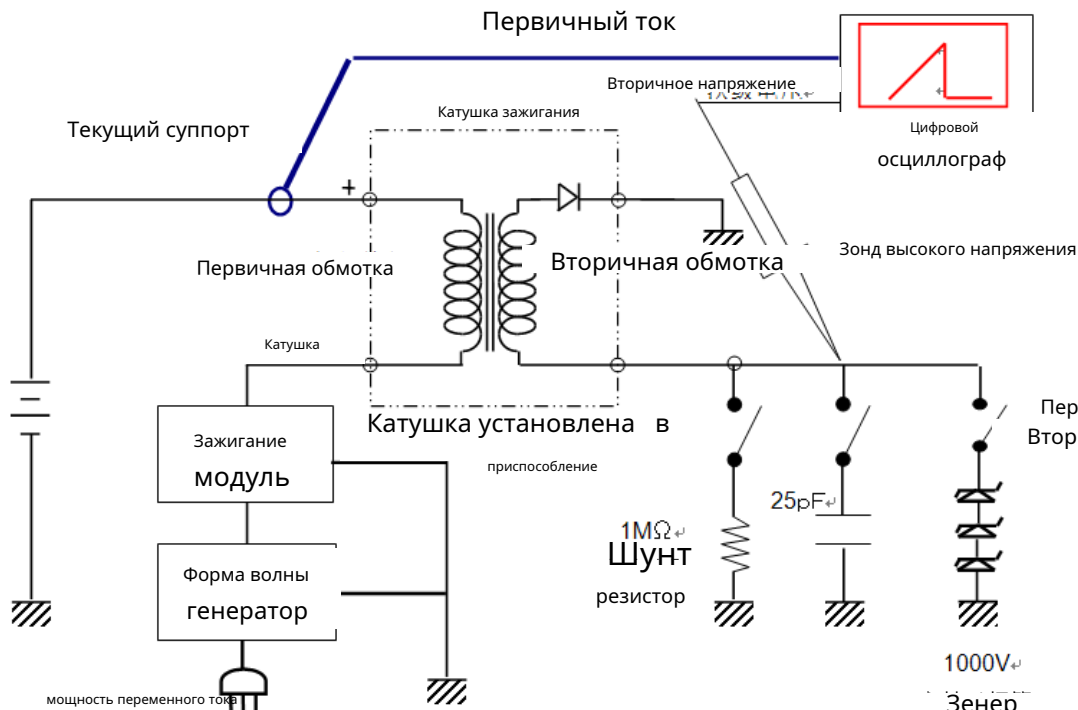 Первичный ток
Вторичное напряжение
Катушка зажигания
Текущий суппорт
Цифровой
осциллограф
+
Зонд высокого напряжения
Первичная обмотка
Вторичная обмотка
Катушка
Катушка установлена в
приспособление
Пер
Втор
Зажигание
модуль
25pF
1MΩ
Шунт
резистор
Форма волны
генератор
1000V
мощность переменного тока
Зенер